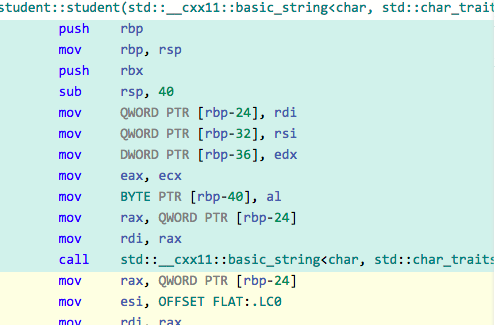 student::student(std::__cxx11::basic_string<char, std::char_trait
push rbp
mov rbp, rsp
push rbx
sub rsp, 40
mov QWORD PTR [rbp-24], rdi
mov QWORD PTR [rbp-32], rsi
mov DWORD PTR [rbp-36], edx
mov eax, ecx
mov BYTE PTR [rbp-40], al
mov rax, QWORD PTR [rbp-24]
mov rdi, rax
call std::__cxx11::basic_string<char, std::char_traits
mov rax, QWORD PTR [rbp-24]
mov esi, OFFSET FLAT:.LC0
mov rdi, rax